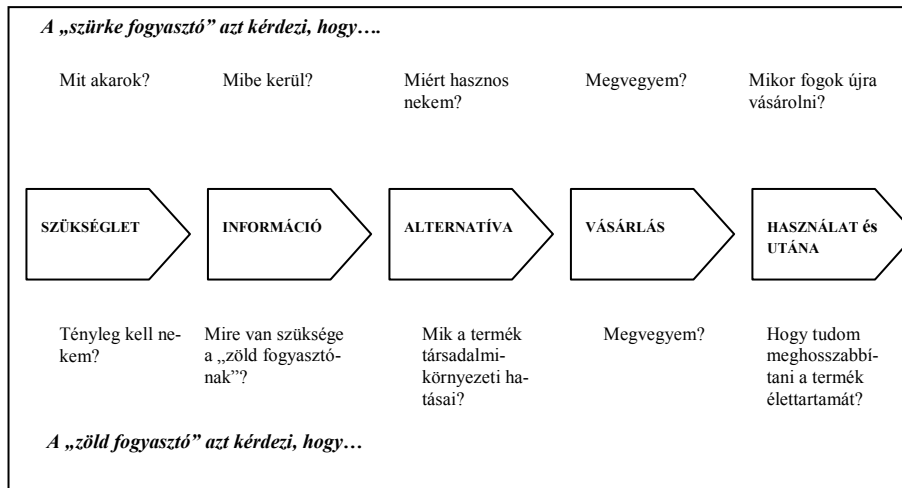 A „szürke fogyasztó” azt kérdezi, hogy….
Mit akarok?
Mibe kerül?
Miért hasznos
nekem?
Megvegyem?
Mikor fogok újra
vásárolni?
SZÜKSÉGLET
INFORMÁCIÓ
ALTERNATÍVA
VÁSÁRLÁS
HASZNÁLAT és
UTÁNA
Tényleg kell ne-
kem?
Mire van szüksége
a „zöld fogyasztó-
nak”?
Mik a termék
társadalmi-
környezeti ha-
tásai?
Megvegyem?
Hogy tudom
meghosszabbí-
tani a termék
élettartamát?
A „zöld fogyasztó” azt kérdezi, hogy…